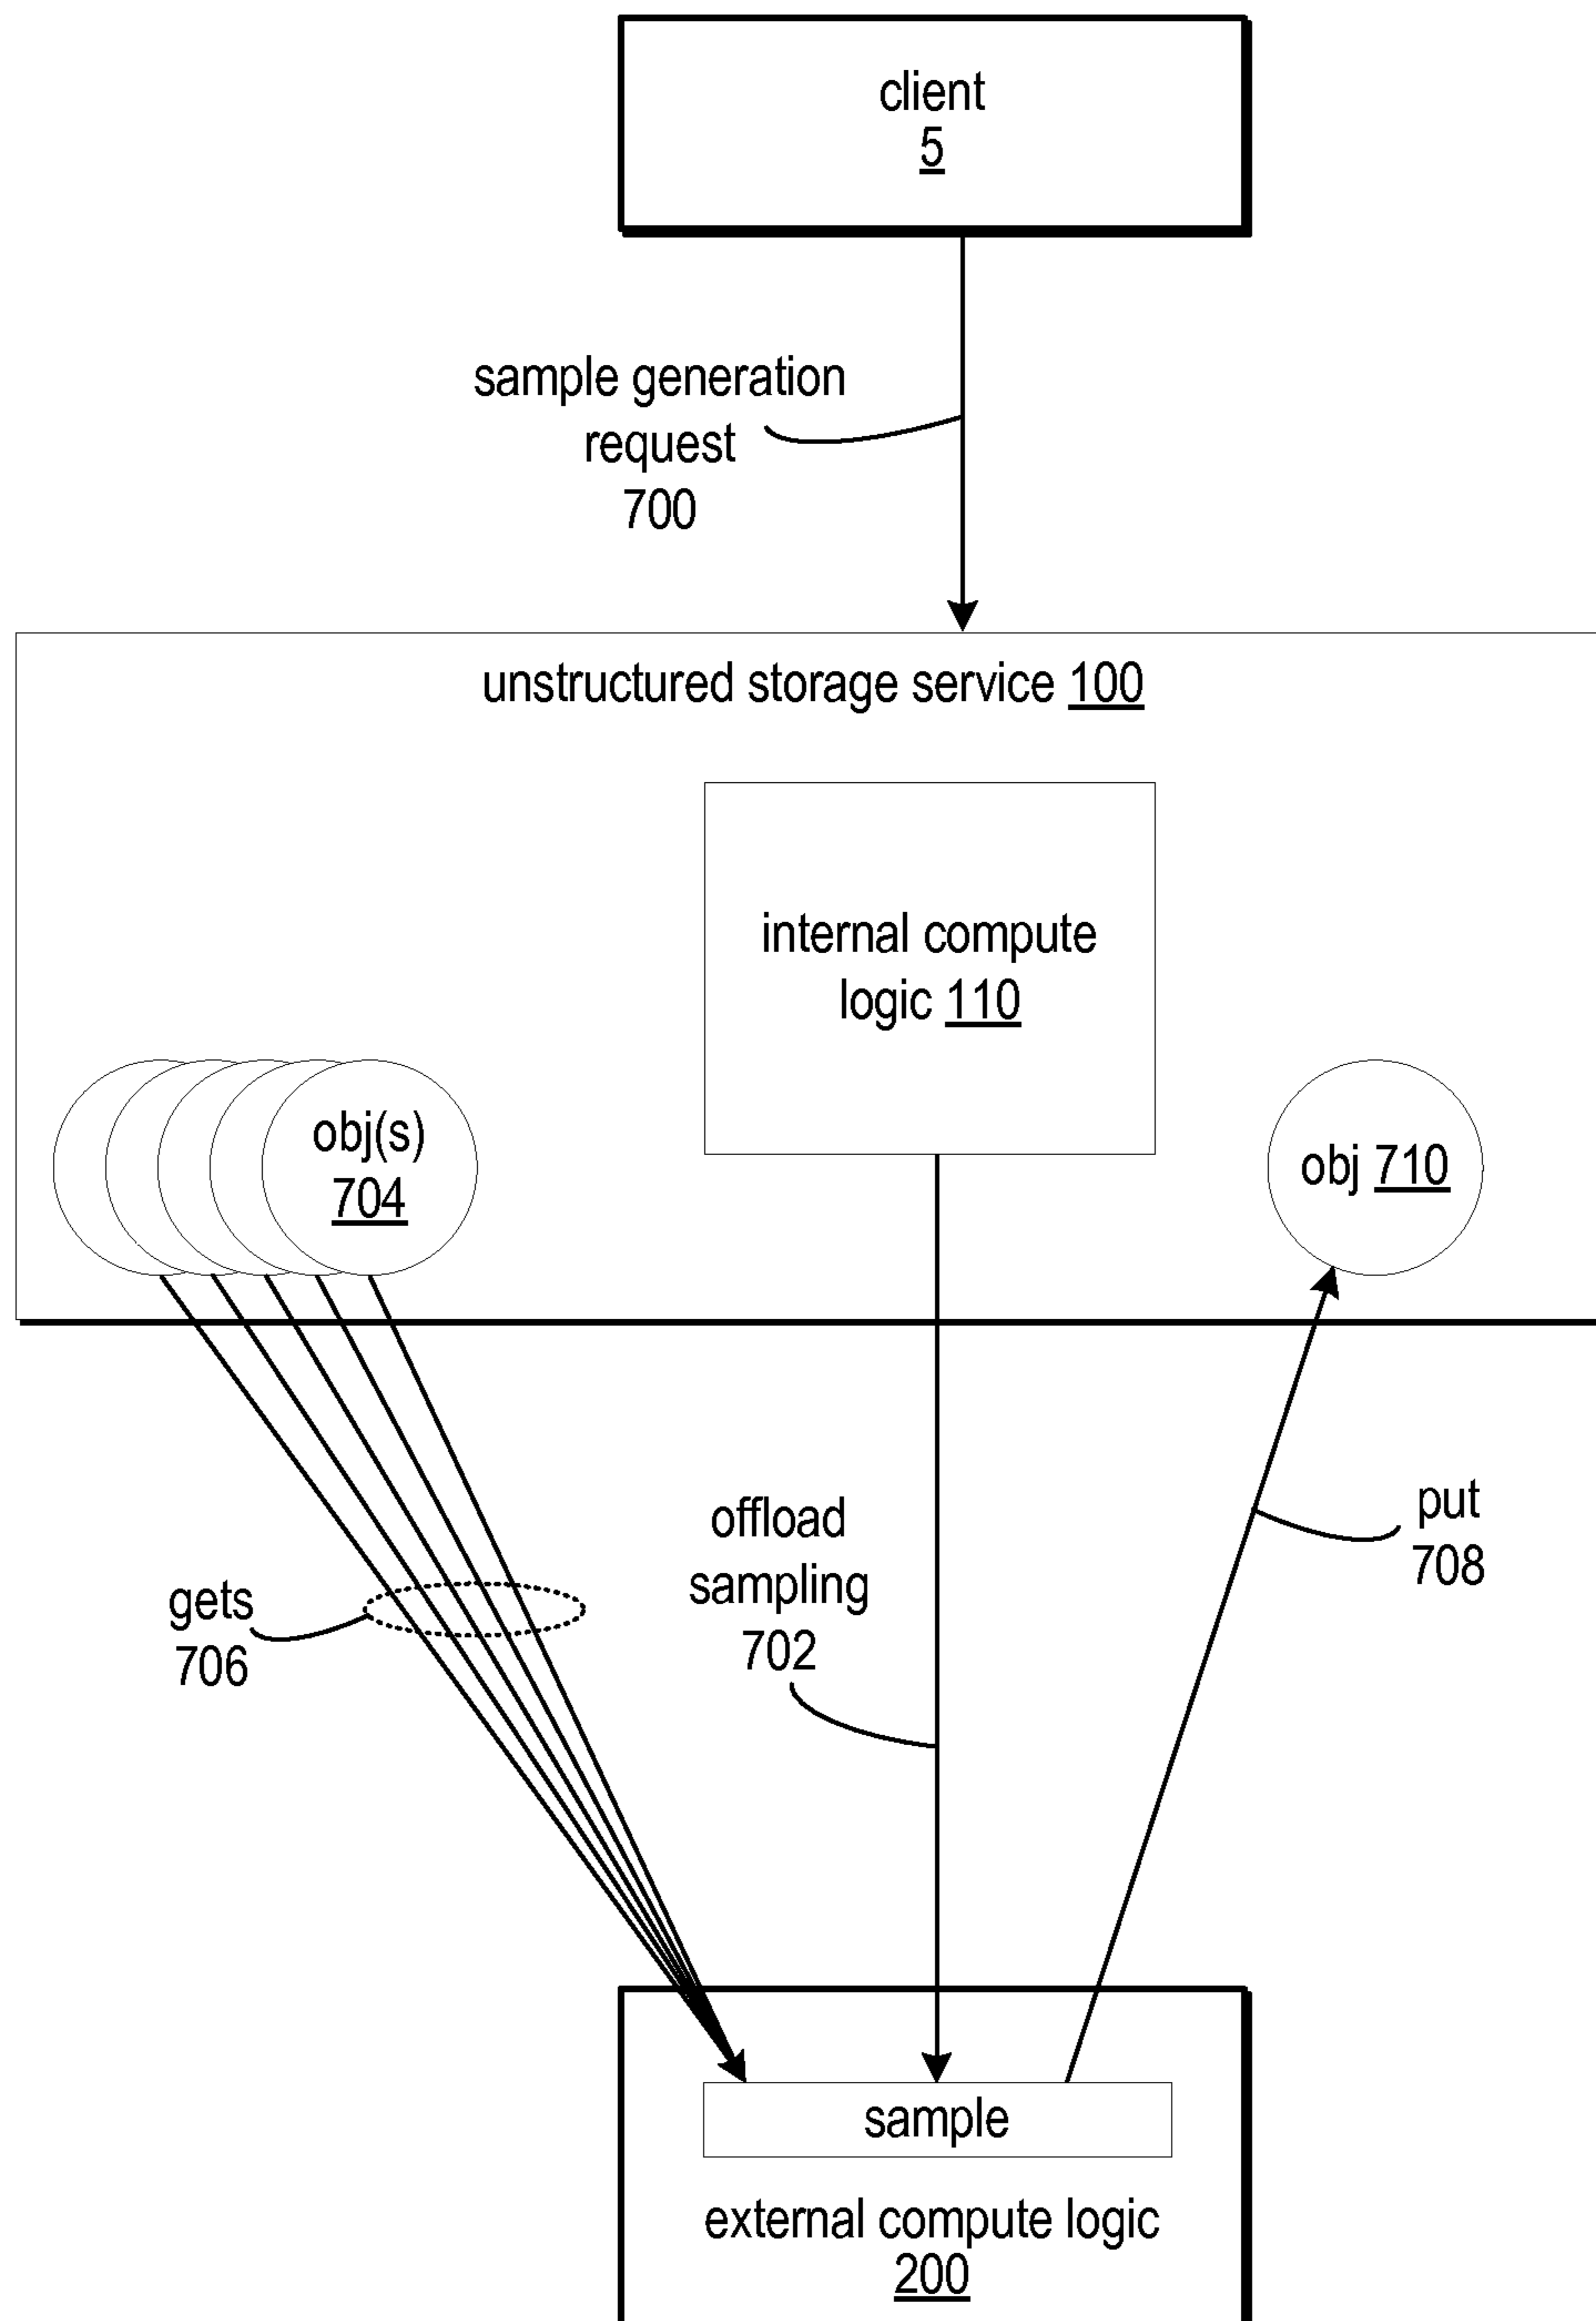 client
5
sample generation
request
700
unstructured storage service 100
internal compute
logic 110
obj(s)
704
obj 710
offload
sampling
702
put
708
gets
706
sample
external compute logic
200